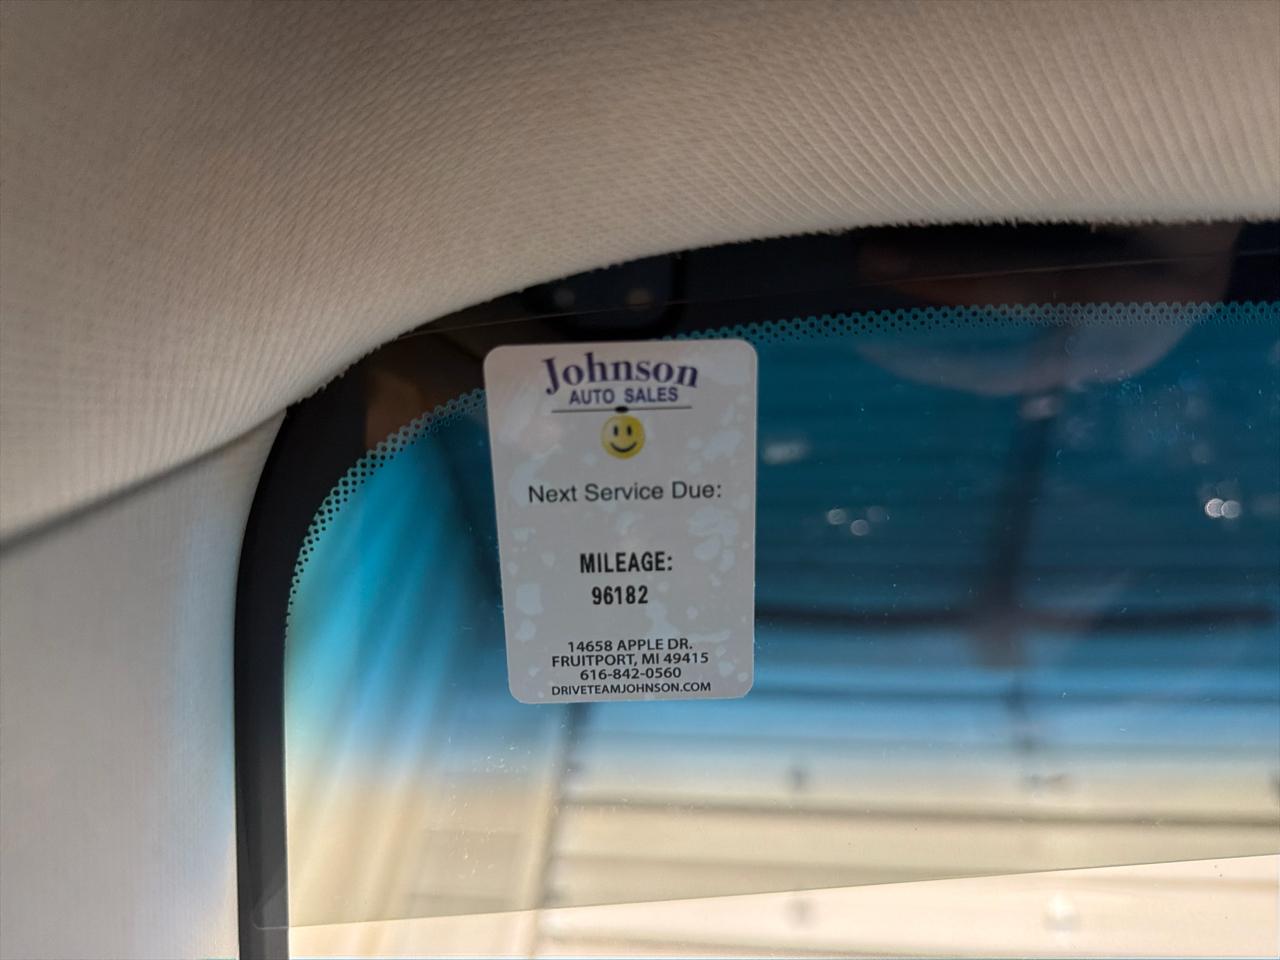 Johnson
AUTO SALES
Next Service Due:
MILEAGE:
96182
14658 APPLE DR.
FRUITPORT, MI 49415
616-842-0560
DRIVETEAMJOHNSON.COM